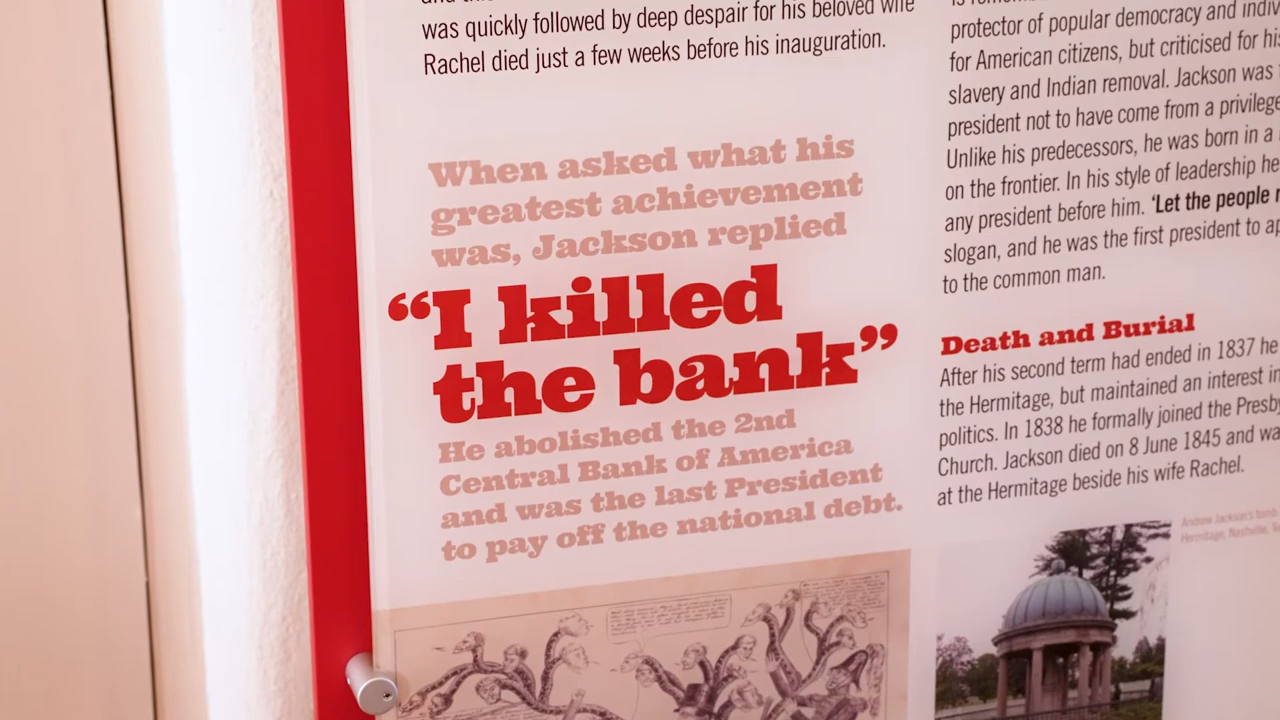 was quickly followed by deep despair for his beloved wife
Rachel died just a few weeks before his inauguration.
When asked what his
greatest achievement
was, Jackson replied
“I killed
the bank”
He abolished the 2nd
Central Bank of America
and was the last President
to pay off the national debt.
protector of popular democracy and
for American citizens, but criticised for his
slavery and Indian removal. Jackson was
president not to have come from a
Unlike his predecessors, he was born in a
on the frontier. In his style of leadership he
any president before him. ‘Let the people
slogan, and he was the first president to
to the common man.
Death and Burial
After his second term had ended in 1837 he
the Hermitage, but maintained an interest in
politics. In 1838 he formally joined the
Church. Jackson died on 8 June 1845 and
at the Hermitage beside his wife Rachel.
Andrew Jackson's tomb
Hermitage, Nashville,